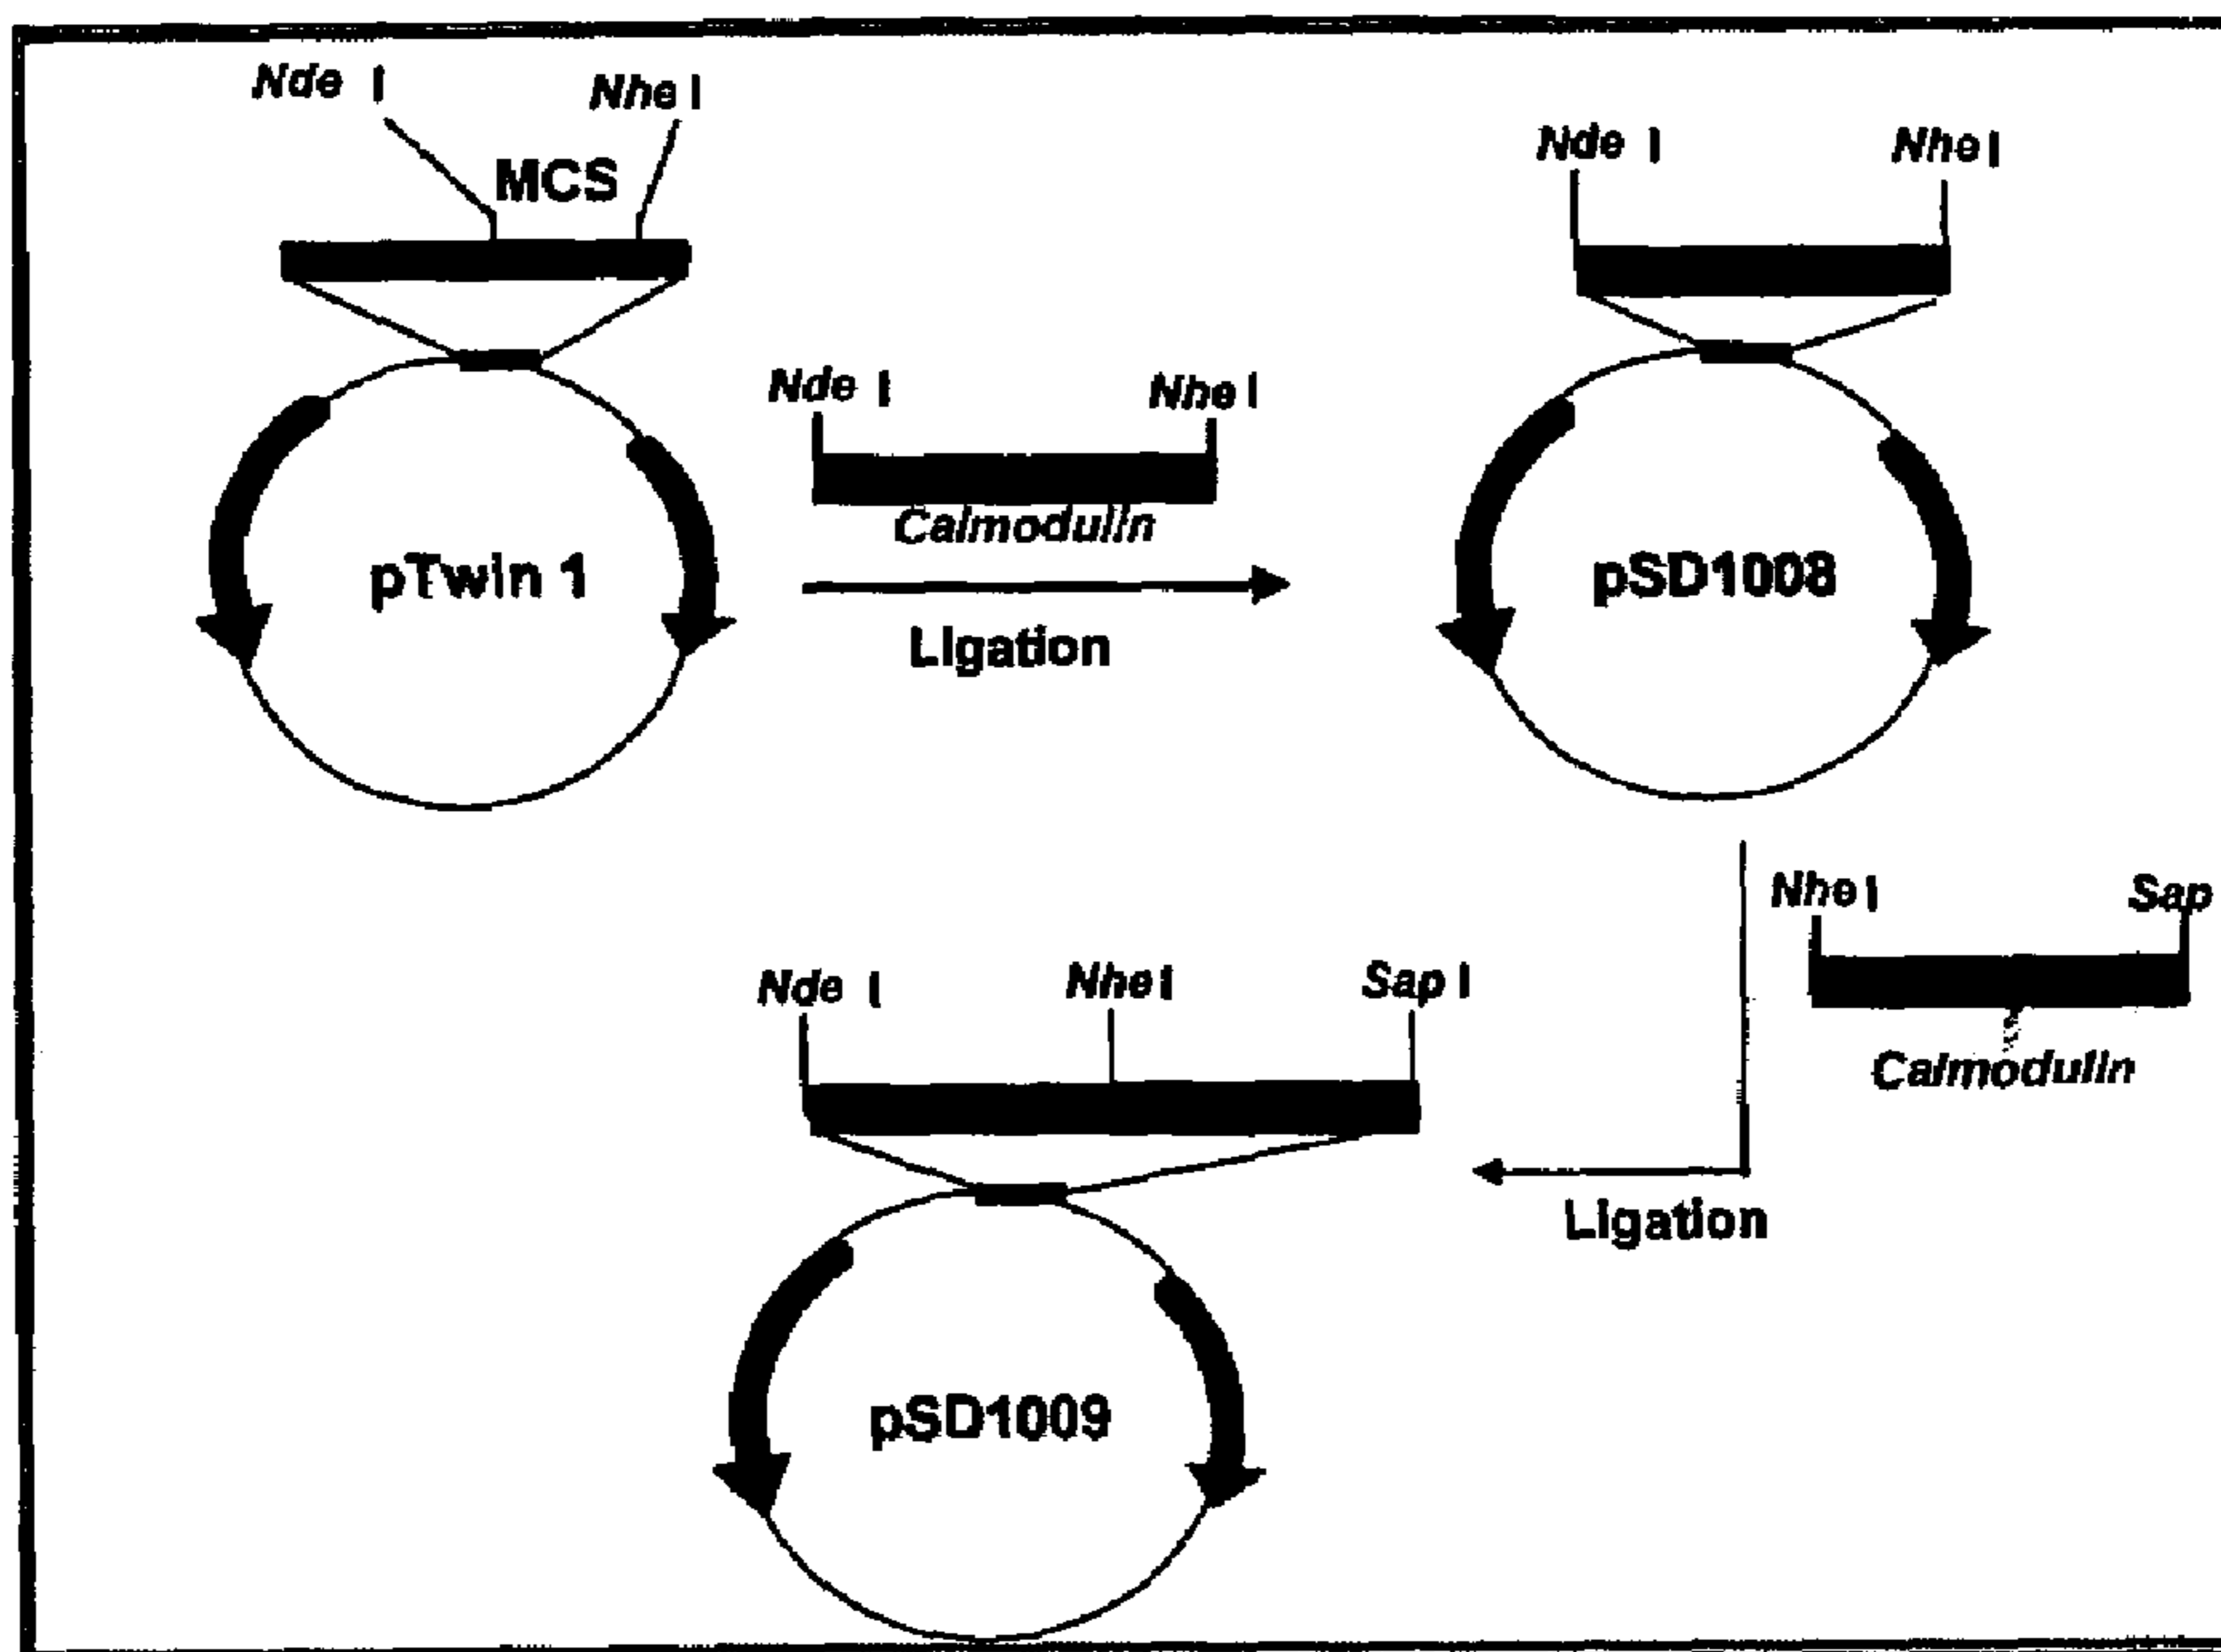 Nde I
Nhe I
MCS
Nde I
Nhe I
Nde I
Nhe I
Calmodulin
pTwin 1
pSD1008
Ligation
Nhe I
Sap
Calmodulin
Nde I
Nhe I
Sap I
Ligation
pSD1009